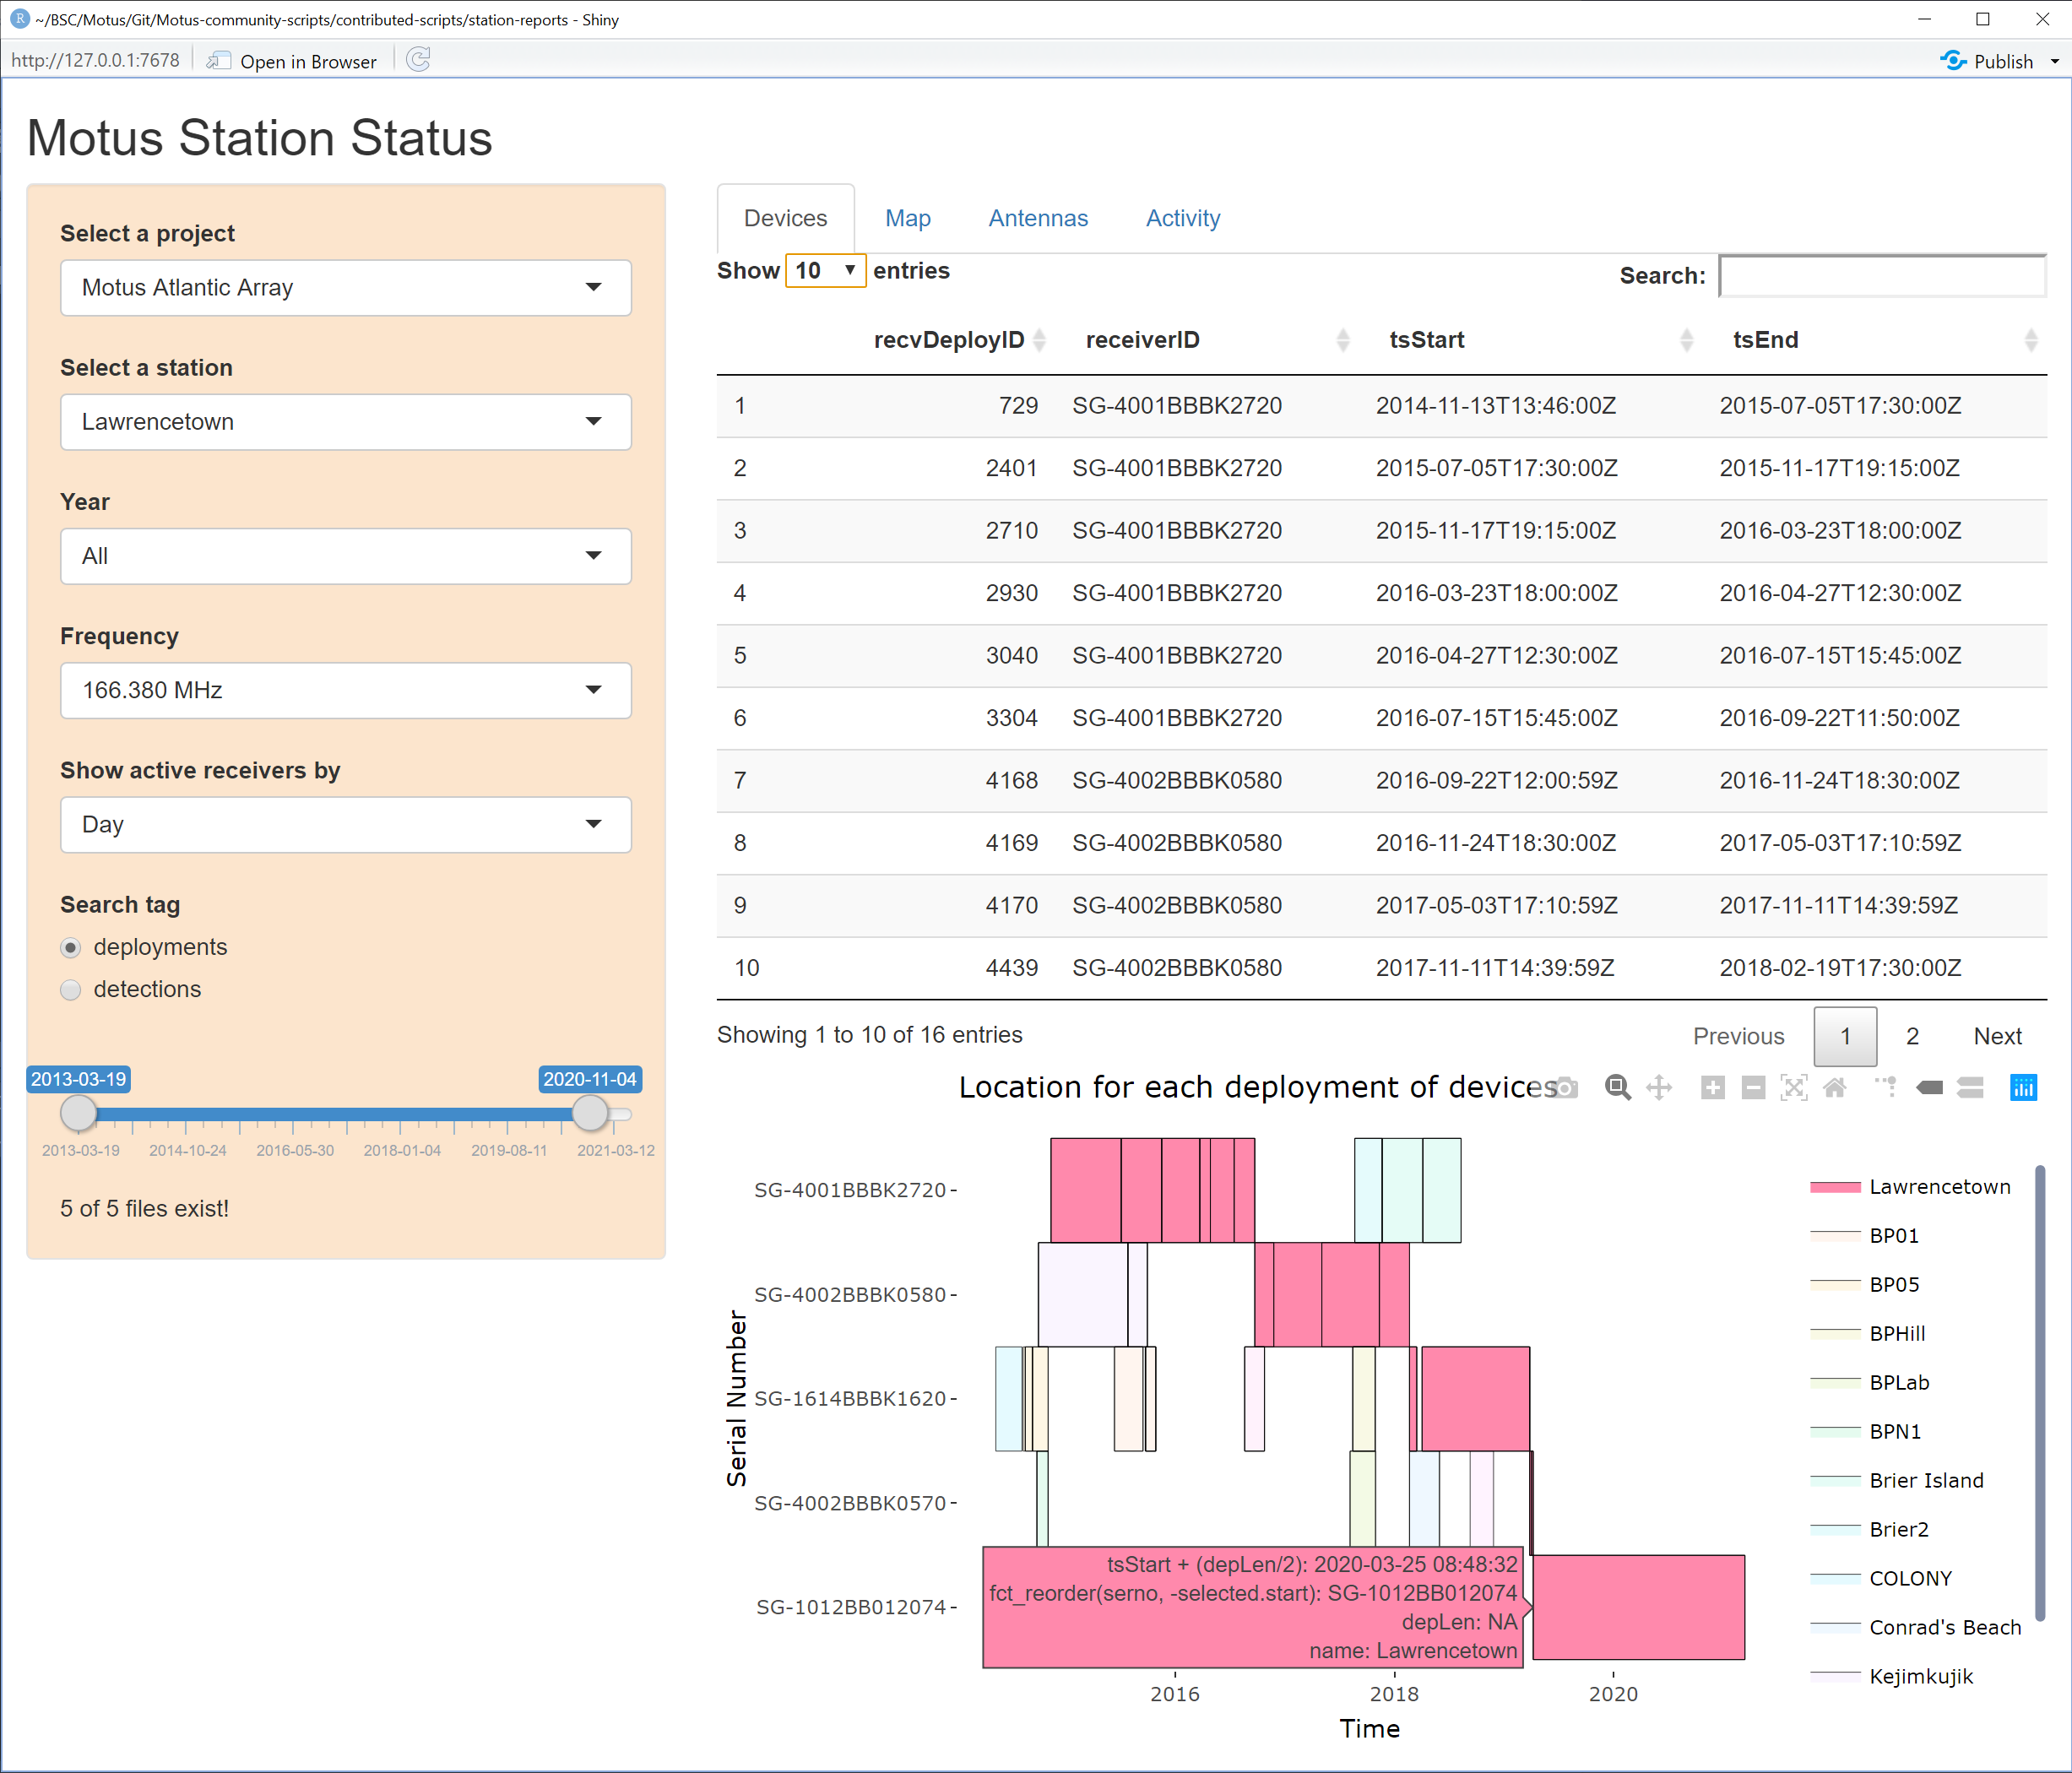 ~/BSC/Motus/Git/Motus-community-scripts/contributed-scripts/station-reports - Shiny
http://127.0.0.1:7678 Open in Browser Publish
Motus Station Status
Select a project
Motus Atlantic Array
Select a station
Lawrencetown
Year
All
Frequency
166.380 MHz
Show active receivers by
Day
Search tag
deployments
detections
2013-03-19 2020-11-04
2013-03-19 2014-10-24 2016-05-30 2018-01-04 2019-08-11 2021-03-12
5 of 5 files exist!
Devices Map Antennas Activity
Show 10 entries Search:
recvDeployID receiverID tsStart tsEnd
1 729 SG-4001BBBK2720 2014-11-13T13:46:00Z 2015-07-05T17:30:00Z
2 2401 SG-4001BBBK2720 2015-07-05T17:30:00Z 2015-11-17T19:15:00Z
3 2710 SG-4001BBBK2720 2015-11-17T19:15:00Z 2016-03-23T18:00:00Z
4 2930 SG-4001BBBK2720 2016-03-23T18:00:00Z 2016-04-27T12:30:00Z
5 3040 SG-4001BBBK2720 2016-04-27T12:30:00Z 2016-07-15T15:45:00Z
6 3304 SG-4001BBBK2720 2016-07-15T15:45:00Z 2016-09-22T11:50:00Z
7 4168 SG-4002BBBK0580 2016-09-22T12:00:59Z 2016-11-24T18:30:00Z
8 4169 SG-4002BBBK0580 2016-11-24T18:30:00Z 2017-05-03T17:10:59Z
9 4170 SG-4002BBBK0580 2017-05-03T17:10:59Z 2017-11-11T14:39:59Z
10 4439 SG-4002BBBK0580 2017-11-11T14:39:59Z 2018-02-19T17:30:00Z
Showing 1 to 10 of 16 entries Previous 1 2 Next
Location for each deployment of devices
Serial Number
SG-4001BBBK2720
SG-4002BBBK0580
SG-1614BBBK1620
SG-4002BBBK0570
SG-1012BB012074
tsStart + (depLen/2): 2020-03-25 08:48:32
fct_reorder(serno, -selected.start): SG-1012BB012074
depLen: NA
name: Lawrencetown
2016 2018 2020
Time
Lawrencetown
BP01
BP05
BPHill
BPLab
BPN1
Brier Island
Brier2
COLONY
Conrad's Beach
Kejimkujik